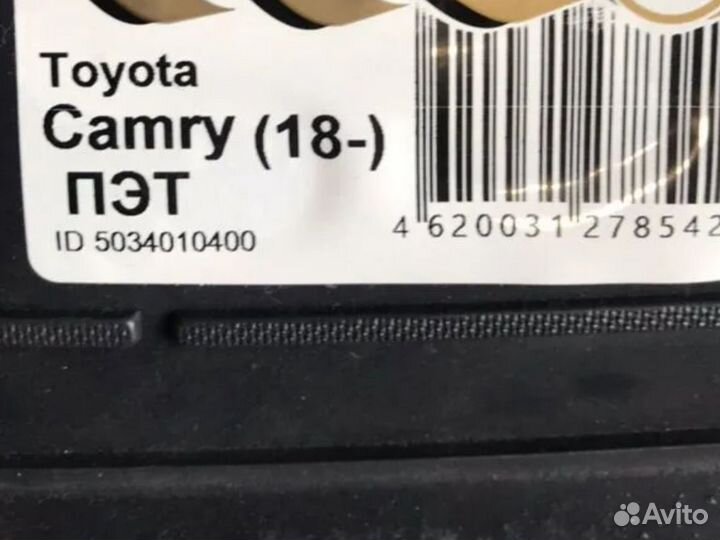 Toyota
Camry (18-)
ПЭТ
ID 5034010400
4 620031 278542
Avito